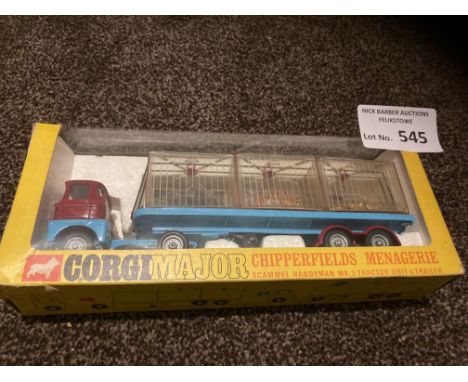 NICK BARBER AUCTIONS
FELIXSTOWE
Lot No. 545
CORGI MAJOR
CHIPPERFIELDS MENAGERIE
SCAMMEL HANDYMAN MK.3 TRACTOR UNIT & TRAILER